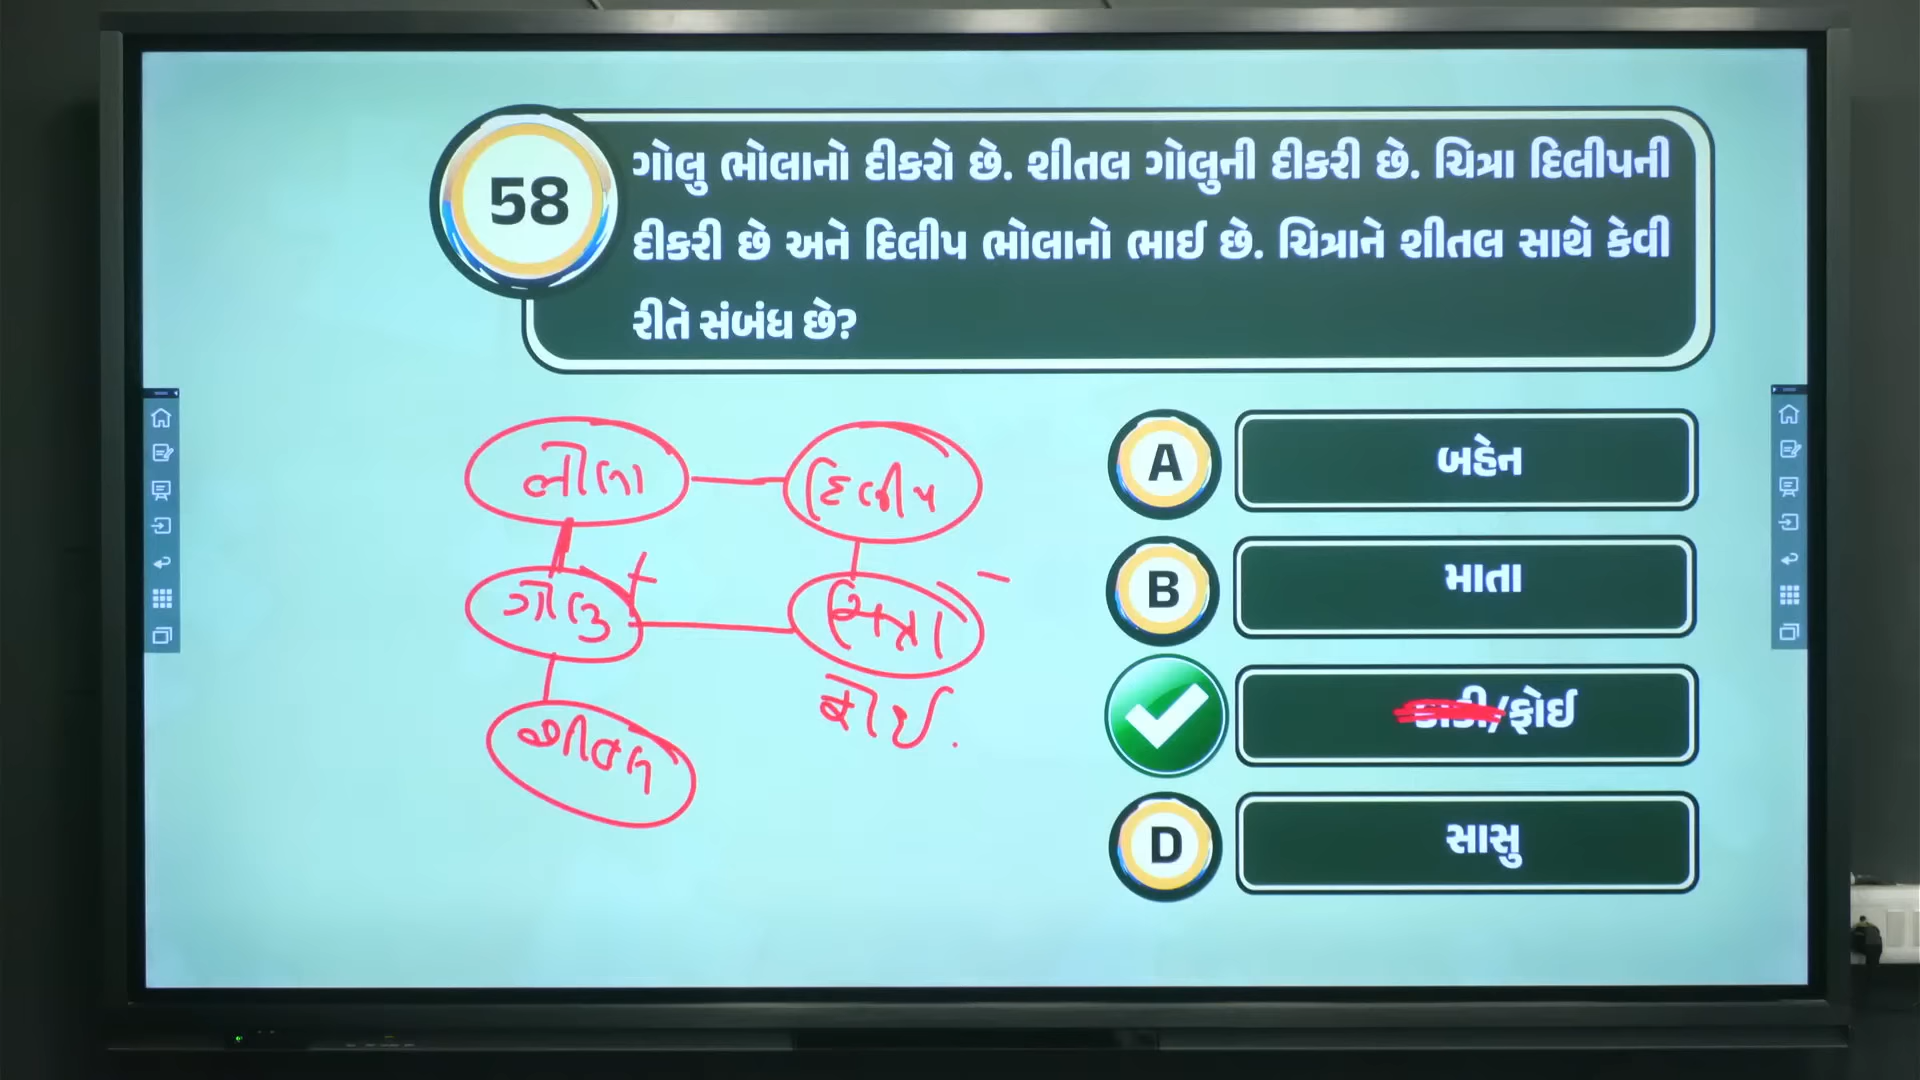 58
ગોલુ ભોલાનો દીકરો છે. શીતલ ગોલુની દીકરી છે. ચિત્રા દિલીપની
દીકરી છે અને દિલીપ ભોલાનો ભાઈ છે. ચિત્રાને શીતલ સાથે કેવી
રીતે સંબંધ છે?
ભોલા દિલીપ
ગોલુ + ચિત્રા –
ફોઈ.
શીતલ
A બહેન
B માતા
કાકી/ફોઈ
D સાસુ